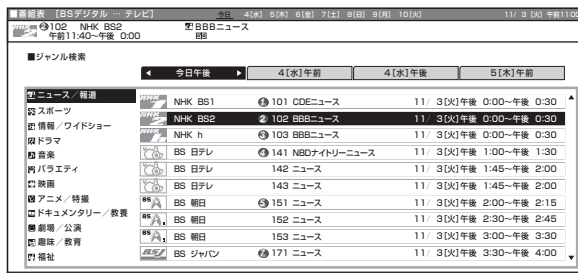 ■番組表 [BSデジタル … テレビ] 今日 4[水] 5[木] 6[金] 7[土] 8[日] 9[月] 10[火] 11/ 3 [火] 午前11:00
②102 NHK BS2 BBBニュース
午前11:40～午後 0:00
■ジャンル検索
◀ 今日午後 ▶ 4[水]午前 4[水]午後 5[木]午前
ニュース／報道
スポーツ
情報／ワイドショー
ドラマ
音楽
バラエティ
映画
アニメ／特撮
ドキュメンタリー／教養
劇場／公演
趣味／教育
福祉
NHK BS1 ①101 CDEニュース 11/ 3[火]午後 0:00～午後 0:30
NHK BS2 ②102 BBBニュース 11/ 3[火]午後 0:00～午後 0:30
NHK h ③103 BBBニュース 11/ 3[火]午後 0:00～午後 0:30
BS 日テレ ④141 NBDナイトリーニュース 11/ 3[火]午後 1:00～午後 1:30
BS 日テレ 142 ニュース 11/ 3[火]午後 1:45～午後 2:00
BS 日テレ 143 ニュース 11/ 3[火]午後 1:45～午後 2:00
BS 朝日 ⑤151 ニュース 11/ 3[火]午後 2:00～午後 2:15
BS 朝日 152 ニュース 11/ 3[火]午後 2:30～午後 2:45
BS 朝日 153 ニュース 11/ 3[火]午後 3:00～午後 3:30
BS ジャパン ⑦171 ニュース 11/ 3[火]午後 3:30～午後 4:00